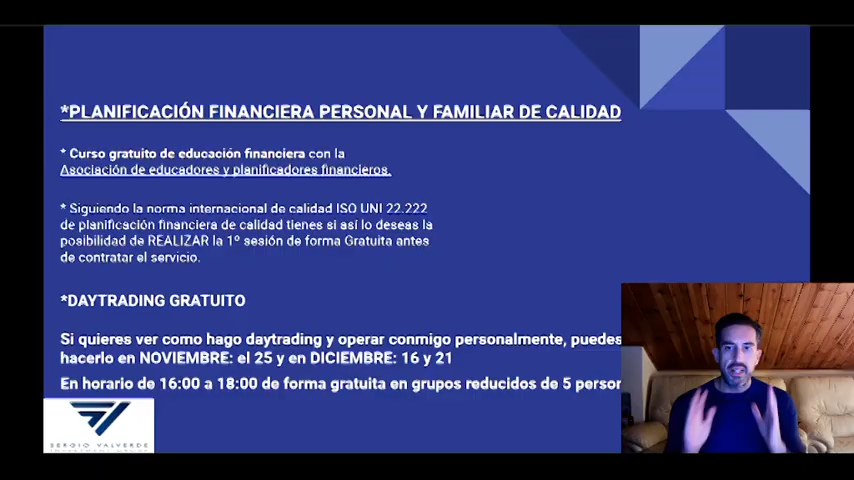 *PLANIFICACIÓN FINANCIERA PERSONAL Y FAMILIAR DE CALIDAD
* Curso gratuito de educación financiera con la
Asociación de educadores y planificadores financieros.
* Siguiendo la norma internacional de calidad ISO UNI 22.222
de planificación financiera de calidad tienes si así lo deseas la
posibilidad de REALIZAR la 1º sesión de forma Gratuita antes
de contratar el servicio.
*DAYTRADING GRATUITO
Si quieres ver como hago daytrading y operar conmigo personalmente, puedes
hacerlo en NOVIEMBRE: el 25 y en DICIEMBRE: 16 y 21
En horario de 16:00 a 18:00 de forma gratuita en grupos reducidos de 5 person
SERGIO VALVERDE